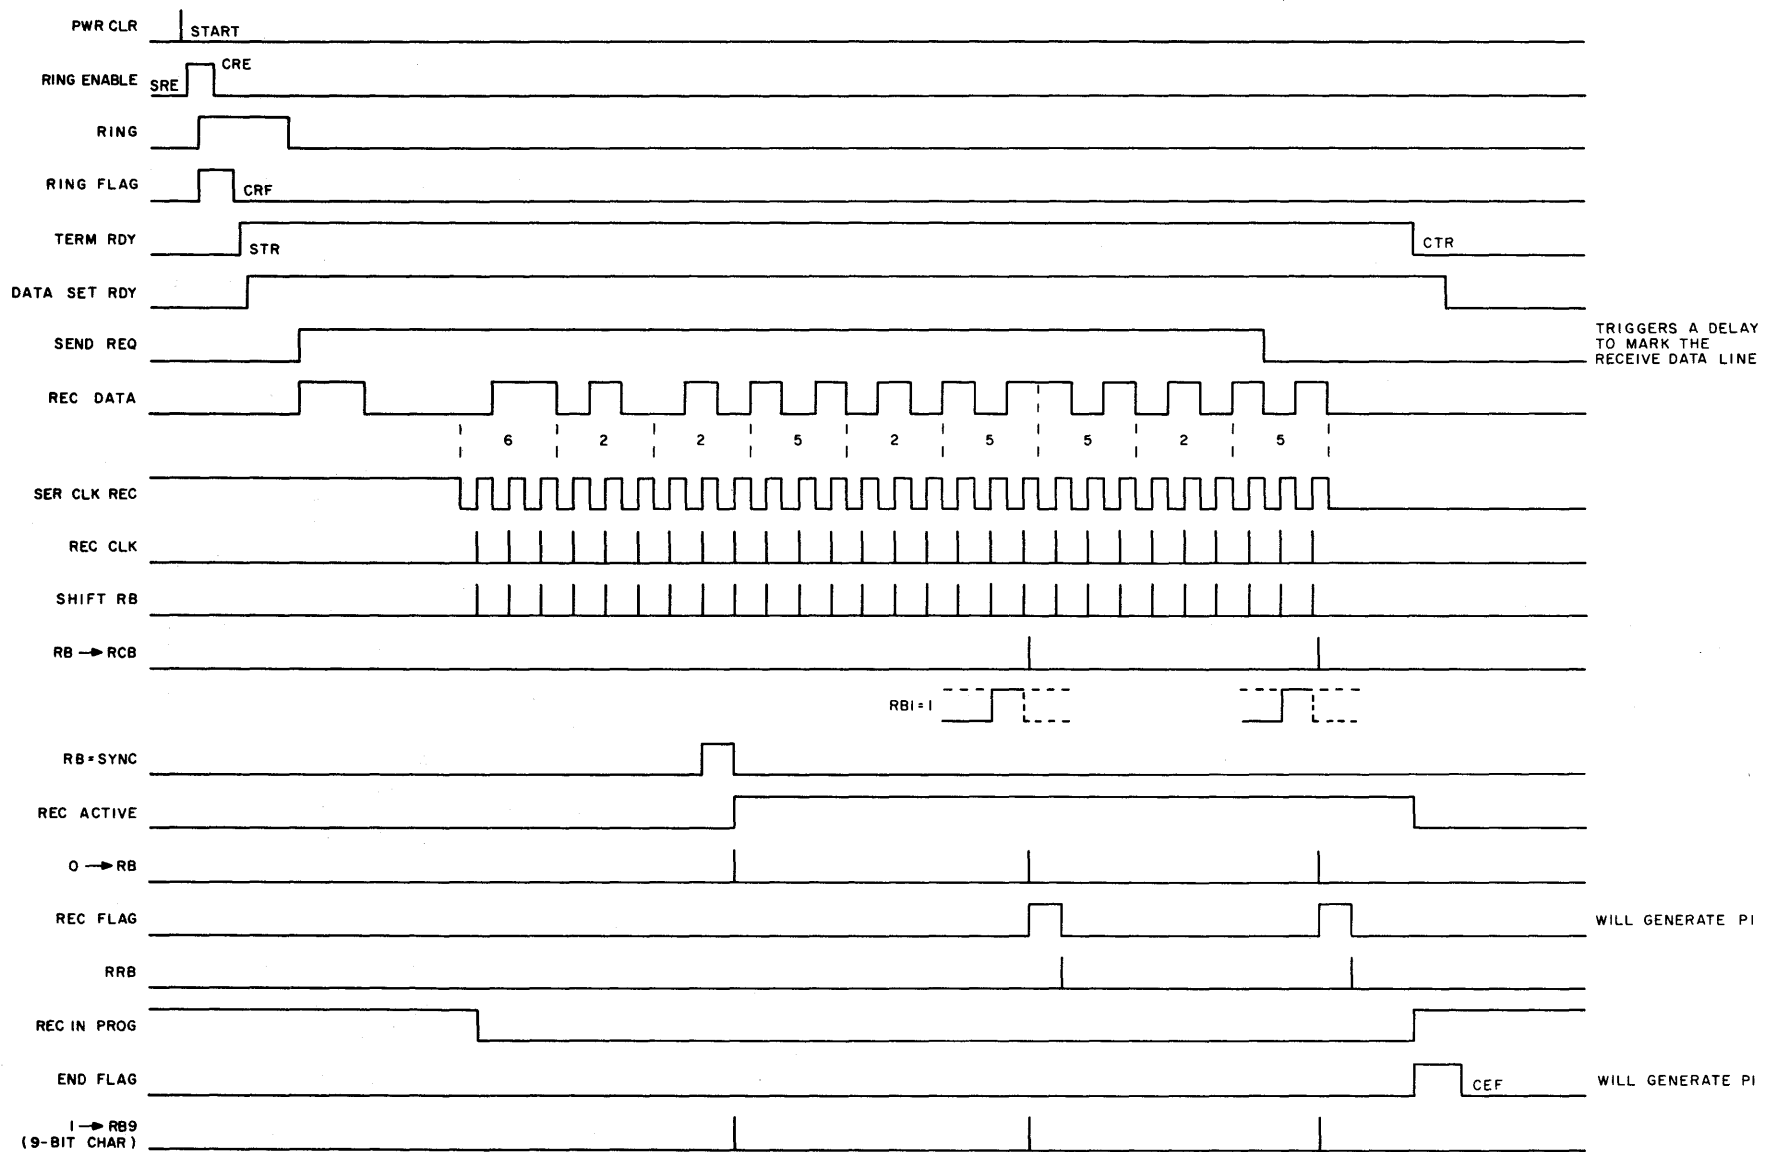 PWR CLR START
RING ENABLE SRE CRE
RING
RING FLAG CRF
TERM RDY STR CTR
DATA SET RDY
SEND REQ
TRIGGERS A DELAY
TO MARK THE
RECEIVE DATA LINE
REC DATA
6 2 2 5 2 5 5 2 5
SER CLK REC
REC CLK
SHIFT RB
RB → RCB
RB1 = 1
RB = SYNC
REC ACTIVE
0 → RB
REC FLAG WILL GENERATE PI
RRB
REC IN PROG
END FLAG CEF WILL GENERATE PI
1 → RB9
(9-BIT CHAR)